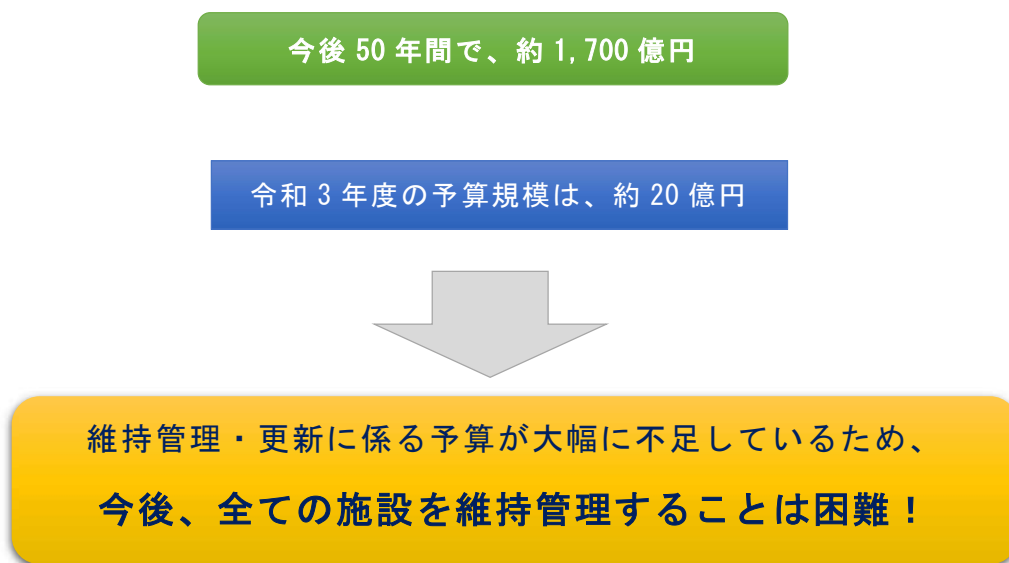 今後 50 年間で、約 1,700 億円
令和 3 年度の予算規模は、約 20 億円
維持管理・更新に係る予算が大幅に不足しているため、
今後、全ての施設を維持管理することは困難！